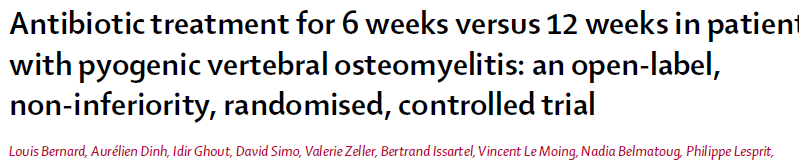 Antibiotic treatment for 6 weeks versus 12 weeks in patient
with pyogenic vertebral osteomyelitis: an open-label,
non-inferiority, randomised, controlled trial
Louis Bernard, Aurélien Dinh, Idir Ghout, David Simo, Valerie Zeller, Bertrand Issartel, Vincent Le Moing, Nadia Belmatoug, Philippe Lesprit,